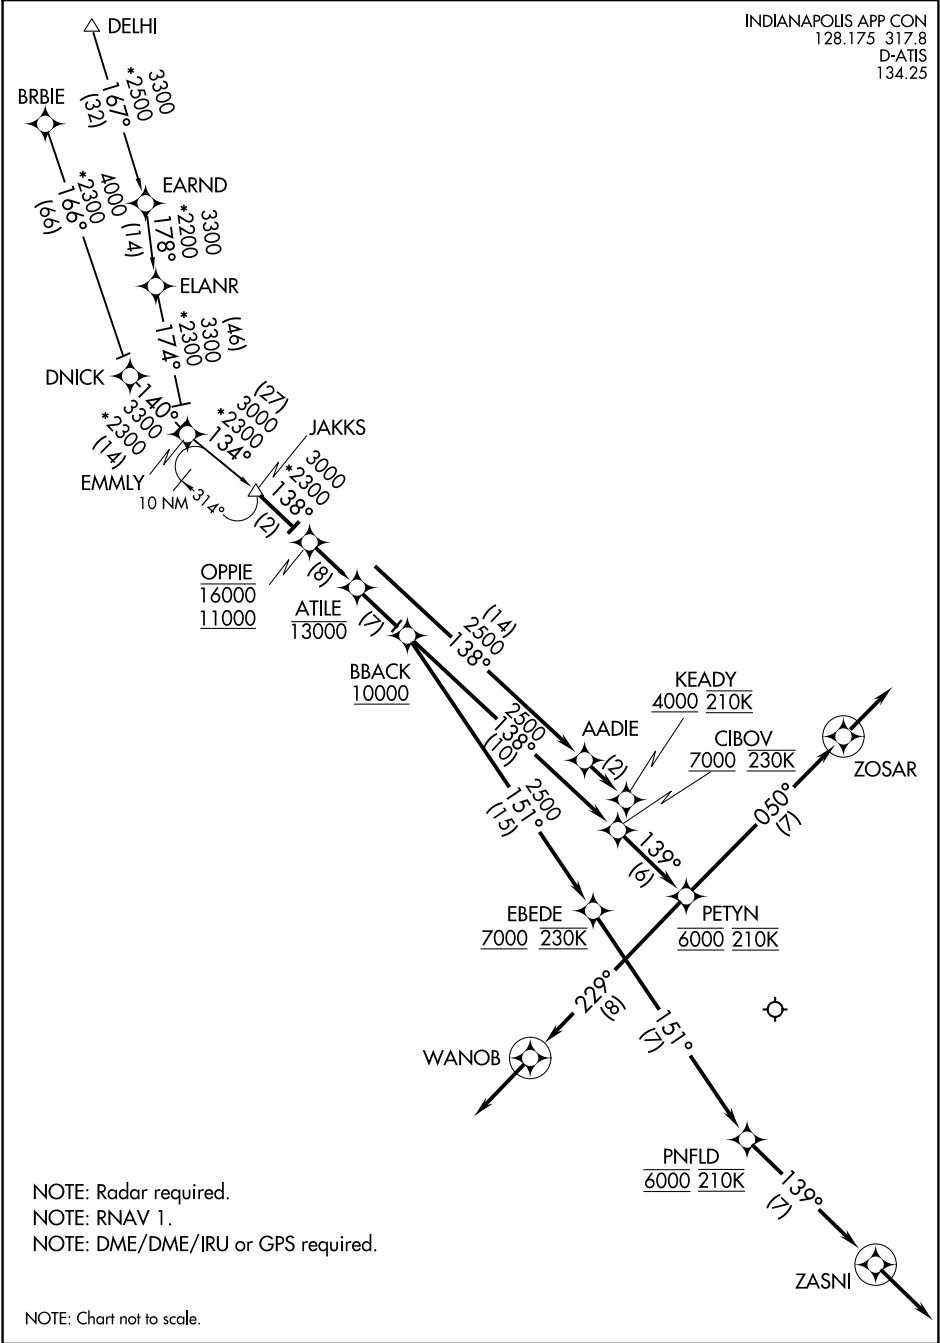 INDIANAPOLIS APP CON
128.175 317.8
D-ATIS
134.25
DELHI
3300
*2500
167°
(32)
BRBIE
4000
*2300
166°
(66)
EARND
3300
*2200
178°
(14)
ELANR
(46)
3300
*2300
174°
DNICK
140°
3300
*2300
(14)
EMMLY
(27)
3000
*2300
134°
JAKKS
10 NM
314°
3000
*2300
138°
(2)
OPPIE
16000
11000
(8)
ATILE
13000
(7)
BBACK
10000
(14)
2500
138°
KEADY
4000 210K
AADIE
(2)
CIBOV
7000 230K
2500
138°
(10)
2500
151°
(15)
ZOSAR
050°
(7)
139°
(6)
EBEDE
7000 230K
PETYN
6000 210K
229°
(8)
151°
(7)
WANOB
PNFLD
6000 210K
139°
(7)
ZASNI
NOTE: Radar required.
NOTE: RNAV 1.
NOTE: DME/DME/IRU or GPS required.
NOTE: Chart not to scale.